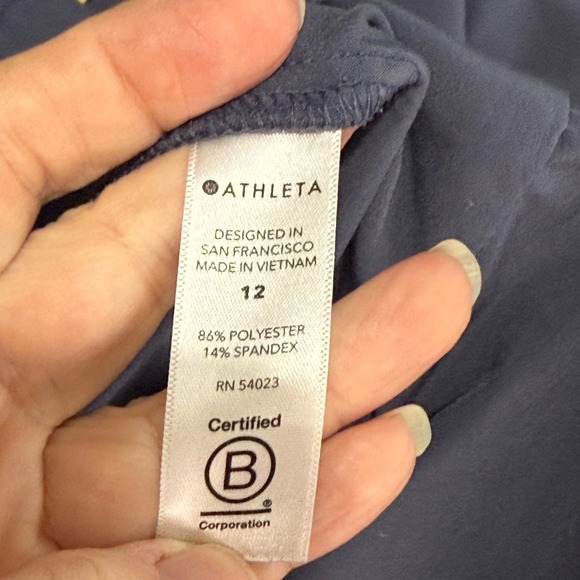 ATHLETA
DESIGNED IN
SAN FRANCISCO
MADE IN VIETNAM
12
86% POLYESTER
14% SPANDEX
RN 54023
Certified
B
®
Corporation